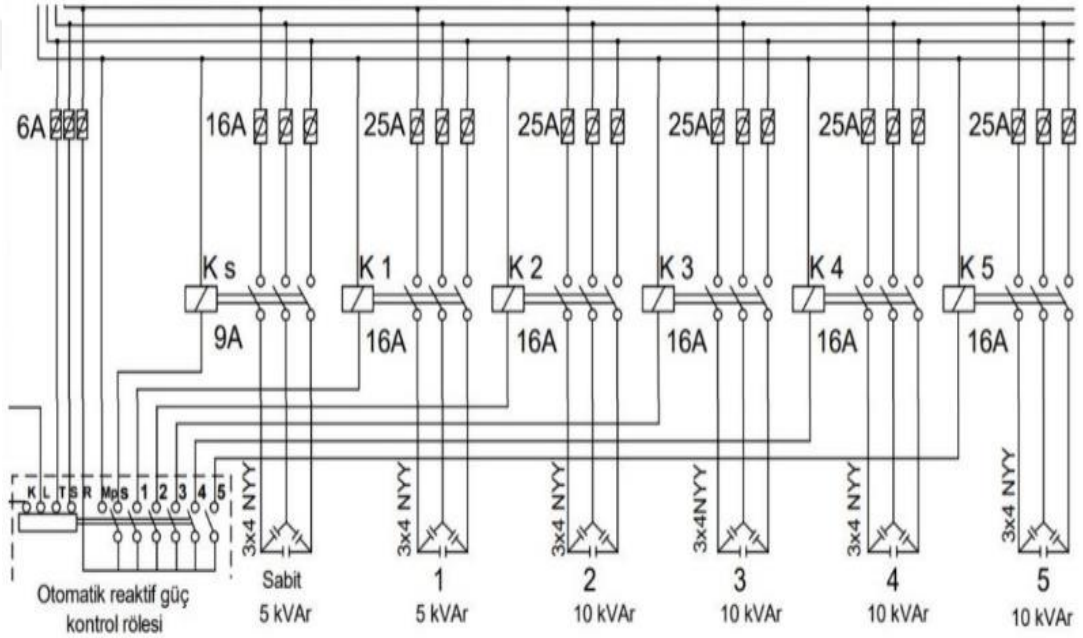 6A 16A 25A 25A 25A 25A 25A
K s K 1 K 2 K 3 K 4 K 5
9A 16A 16A 16A 16A 16A
3x4 NYY 3x4 NYY 3x4 NYY 3x4NYY 3x4 NYY 3x4 NYY
K L T S R Mp S 1 2 3 4 5
Otomatik reaktif güç
kontrol rölesi
Sabit 1 2 3 4 5
5 kVAr 5 kVAr 10 kVAr 10 kVAr 10 kVAr 10 kVAr